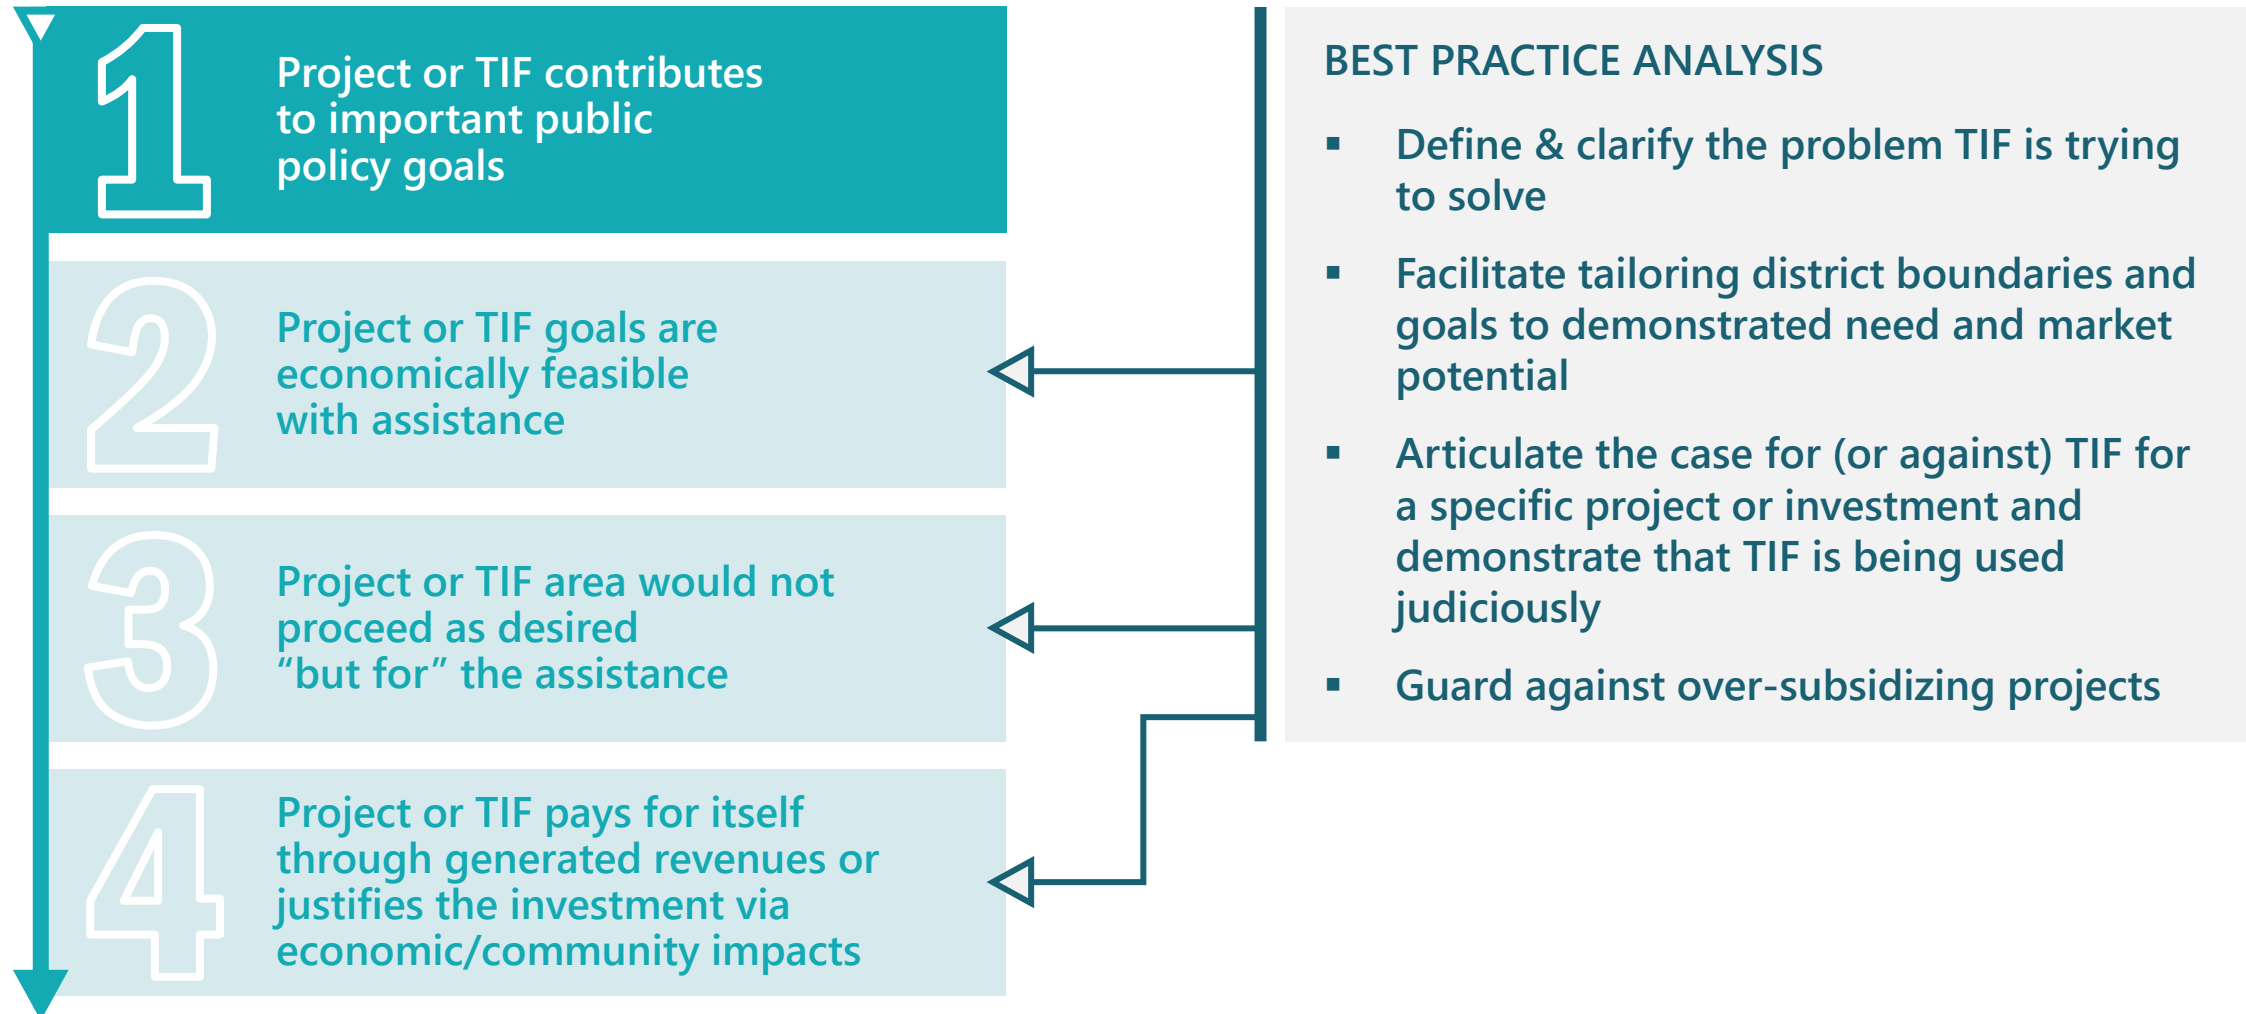 1
Project or TIF contributes
to important public
policy goals
2
Project or TIF goals are
economically feasible
with assistance
3
Project or TIF area would not
proceed as desired
“but for” the assistance
4
Project or TIF pays for itself
through generated revenues or
justifies the investment via
economic/community impacts
BEST PRACTICE ANALYSIS
▪ Define & clarify the problem TIF is trying
to solve
▪ Facilitate tailoring district boundaries and
goals to demonstrated need and market
potential
▪ Articulate the case for (or against) TIF for
a specific project or investment and
demonstrate that TIF is being used
judiciously
▪ Guard against over-subsidizing projects